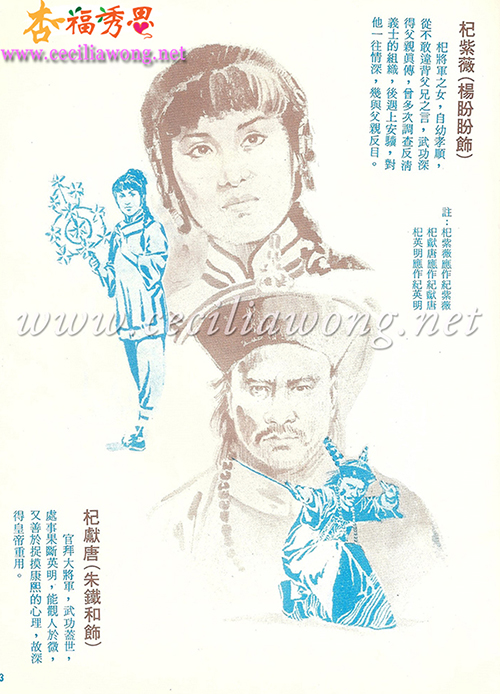 杏福秀思
www.ceciliawong.net
杞紫薇(楊盼盼飾)
杞將軍之女，自幼孝順，
從不敢違背父兄之言，武功深
得父親眞傳，曾多次調查反清
義士的組織，後遇上安驥，對
他一往情深，幾與父親反目。
註：杞紫薇應作紀紫薇
杞獻唐應作紀獻唐
杞英明應作紀英明
www.ceciliawong.net
杞獻唐(朱鐵和飾)
官拜大將軍，武功蓋世，
處事果斷英明，能觀人於微，
又善於捉摸康熙的心理，故深
得皇帝重用。
3